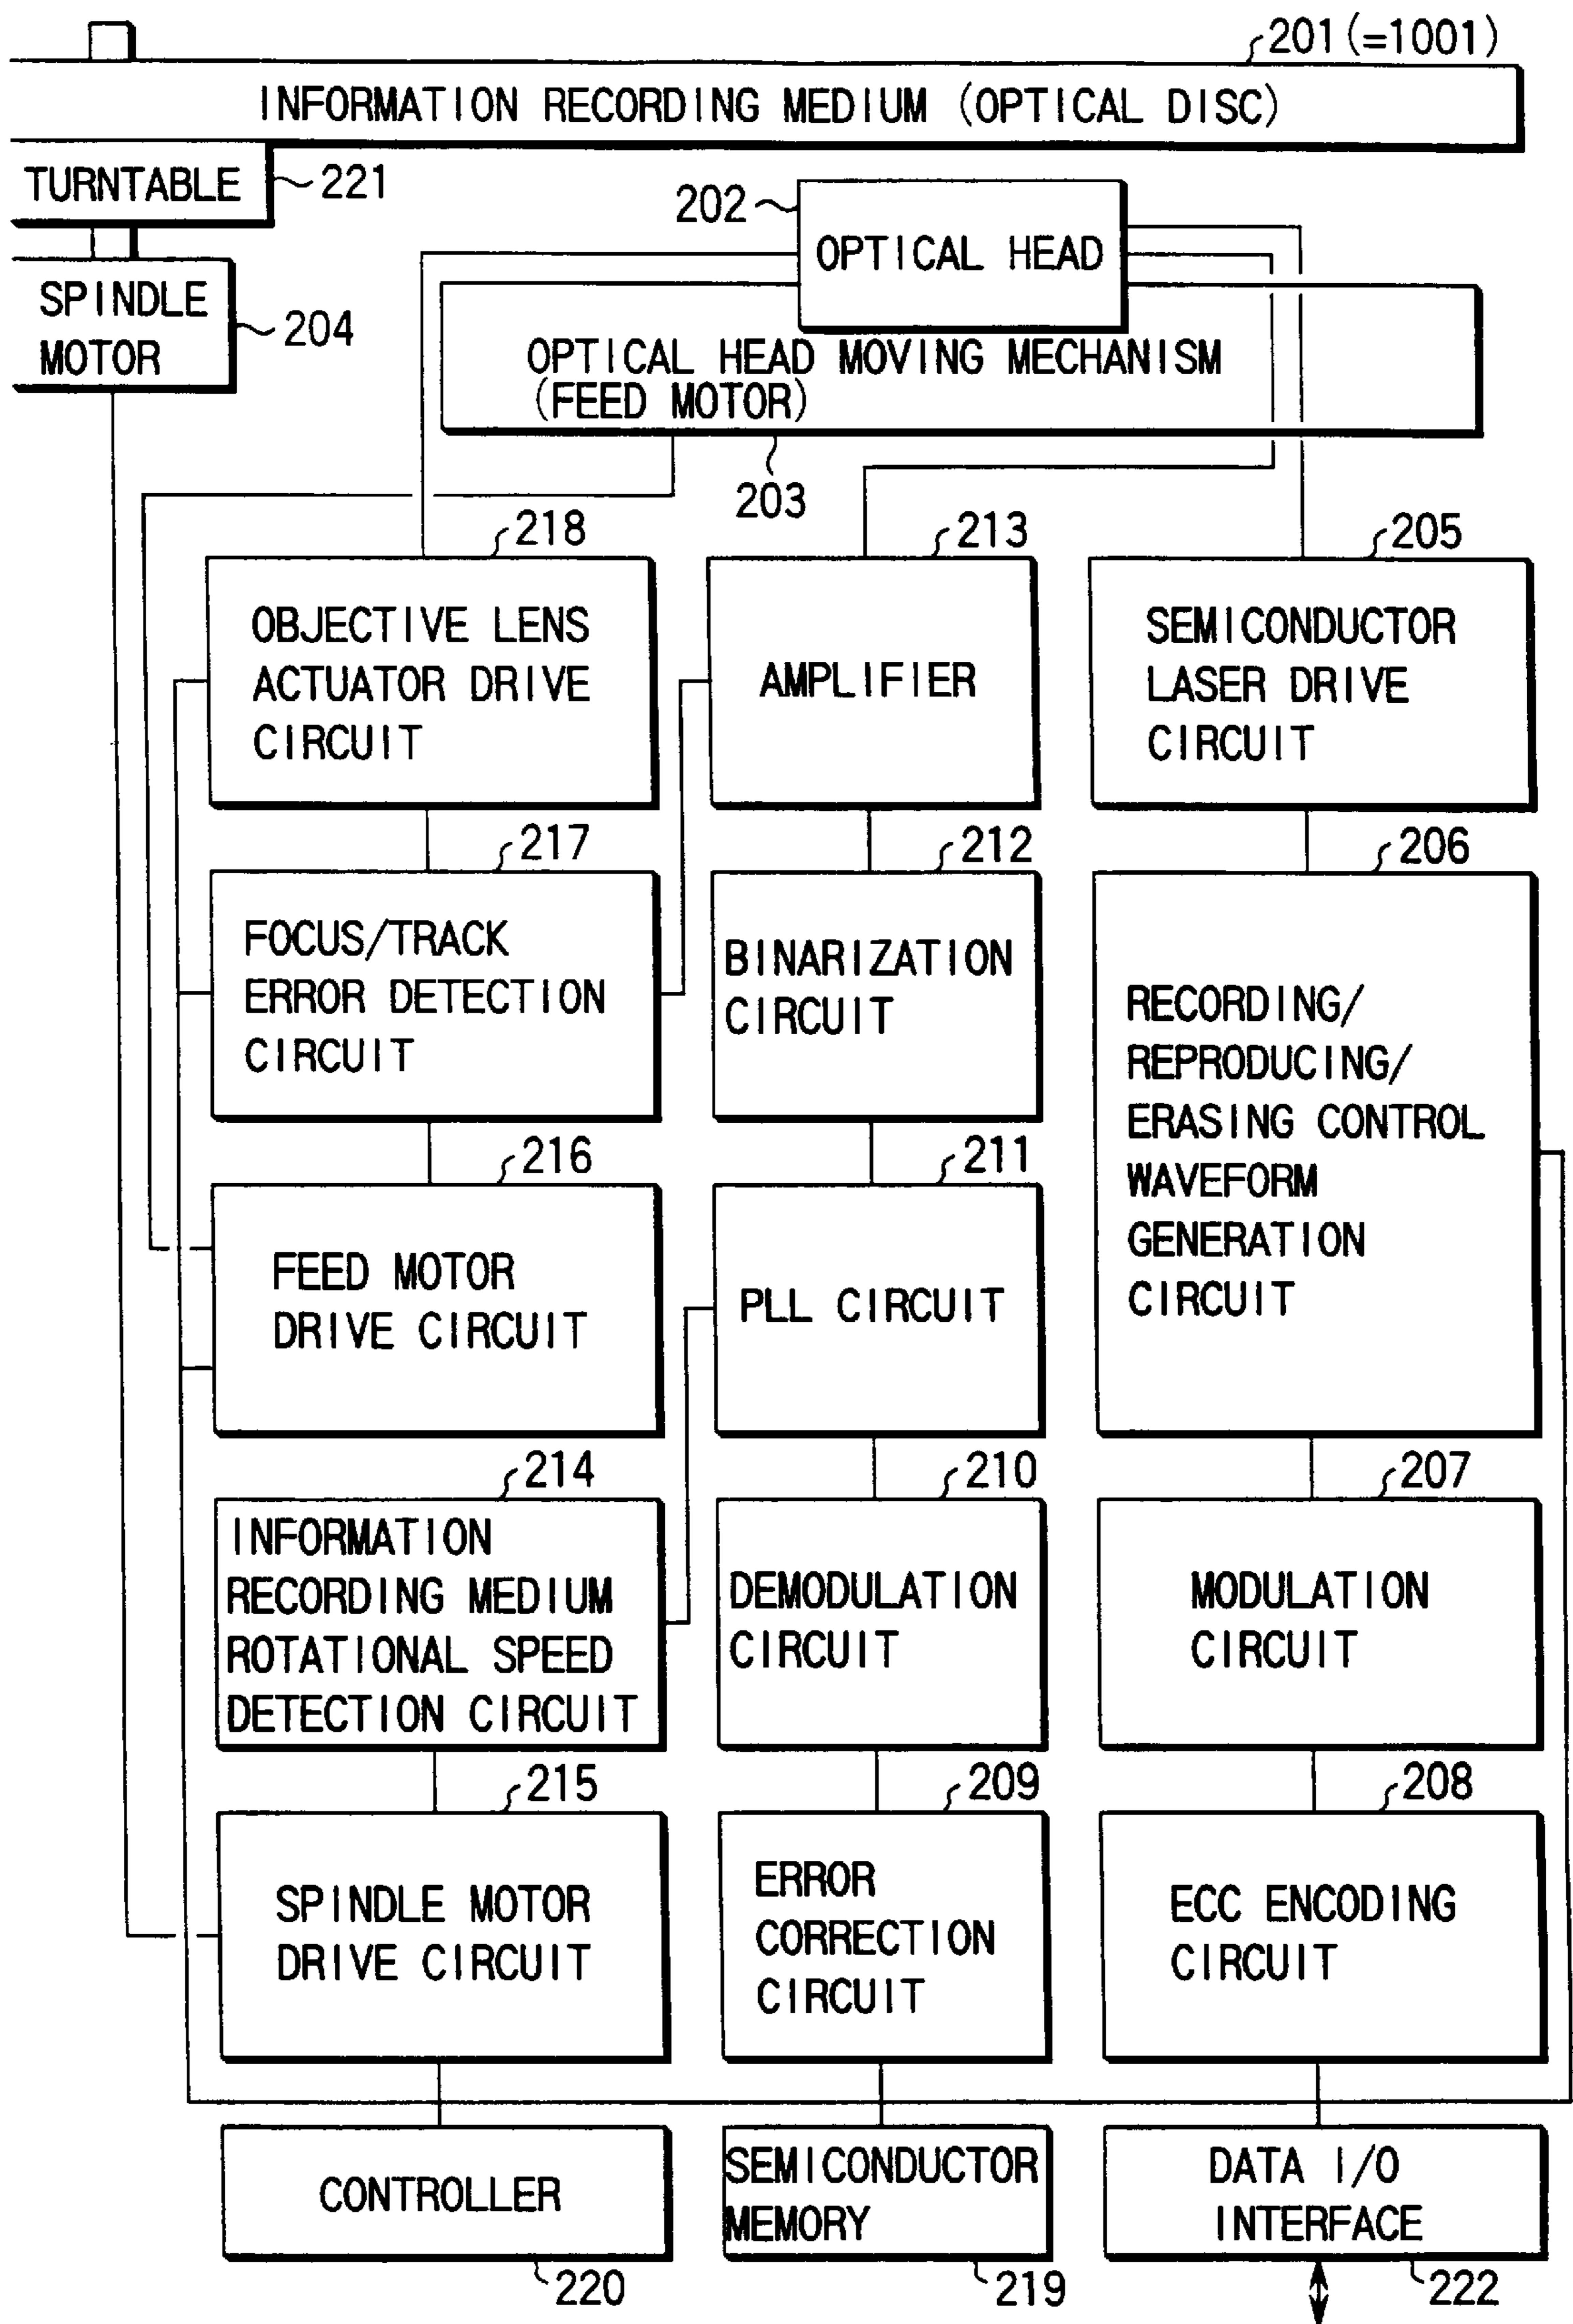 201 (=1001)
INFORMATION RECORDING MEDIUM (OPTICAL DISC)
TURNTABLE
221
202
OPTICAL HEAD
SPINDLE
MOTOR
204
OPTICAL HEAD MOVING MECHANISM
(FEED MOTOR)
203
218
OBJECTIVE LENS
ACTUATOR DRIVE
CIRCUIT
213
AMPLIFIER
205
SEMICONDUCTOR
LASER DRIVE
CIRCUIT
217
FOCUS/TRACK
ERROR DETECTION
CIRCUIT
212
BINARIZATION
CIRCUIT
206
RECORDING/
REPRODUCING/
ERASING CONTROL
WAVEFORM
GENERATION
CIRCUIT
216
FEED MOTOR
DRIVE CIRCUIT
211
PLL CIRCUIT
214
INFORMATION
RECORDING MEDIUM
ROTATIONAL SPEED
DETECTION CIRCUIT
210
DEMODULATION
CIRCUIT
207
MODULATION
CIRCUIT
215
SPINDLE MOTOR
DRIVE CIRCUIT
209
ERROR
CORRECTION
CIRCUIT
208
ECC ENCODING
CIRCUIT
CONTROLLER
220
SEMICONDUCTOR
MEMORY
219
DATA I/O
INTERFACE
222